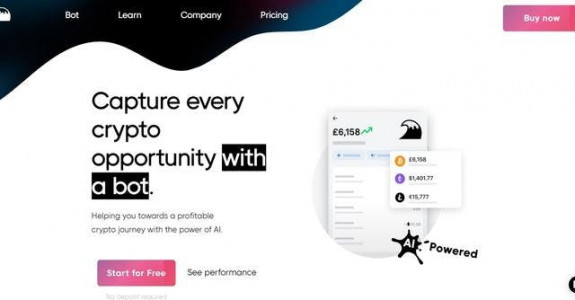 Bot Learn Company Pricing Buy now
Capture every
crypto
opportunity with
a bot.
Helping you towards a profitable
crypto journey with the power of AI.
Start for Free See performance
No deposit required
£6,158
£6,158
$1,401.77
€15,777
AI Powered